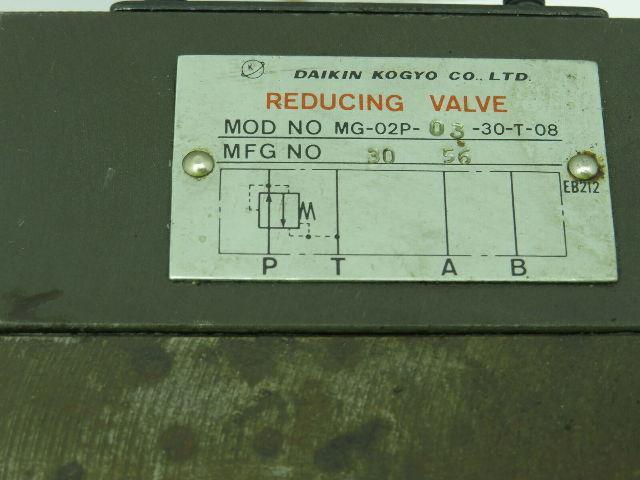 DAIKIN KOGYO CO., LTD.
REDUCING VALVE
MOD NO MG-02P-03-30-T-08
MFG NO 30 56
EB212
P T A B